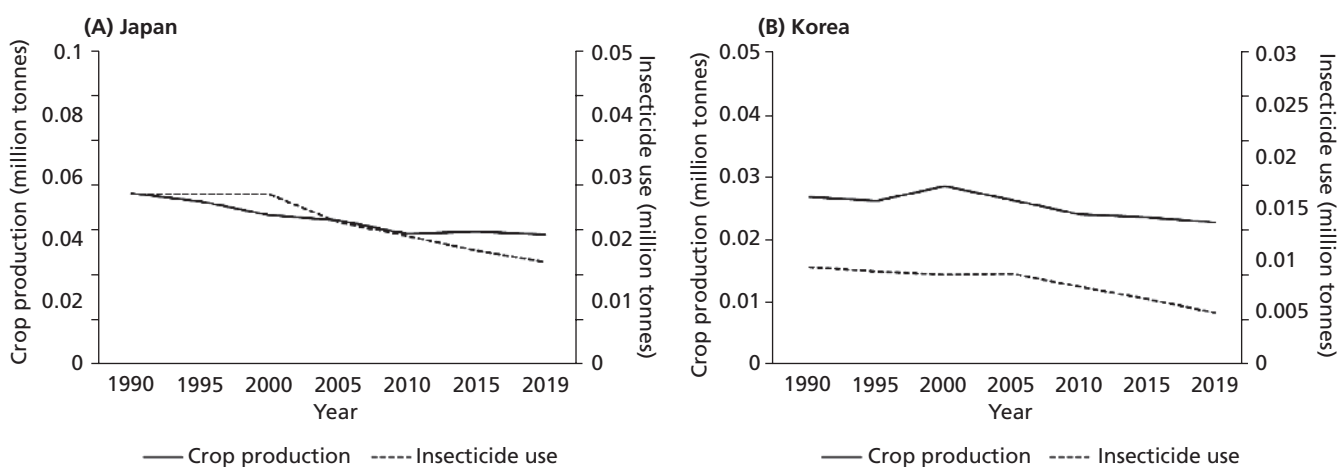 (A) Japan
Crop production (million tonnes)
0.1
0.08
0.06
0.04
0.02
0
Insecticide use (million tonnes)
0.05
0.04
0.03
0.02
0.01
0
1990 1995 2000 2005 2010 2015 2019
Year
Crop production Insecticide use
(B) Korea
Crop production (million tonnes)
0.05
0.04
0.03
0.02
0.01
0
Insecticide use (million tonnes)
0.03
0.025
0.02
0.015
0.01
0.005
0
1990 1995 2000 2005 2010 2015 2019
Year
Crop production Insecticide use